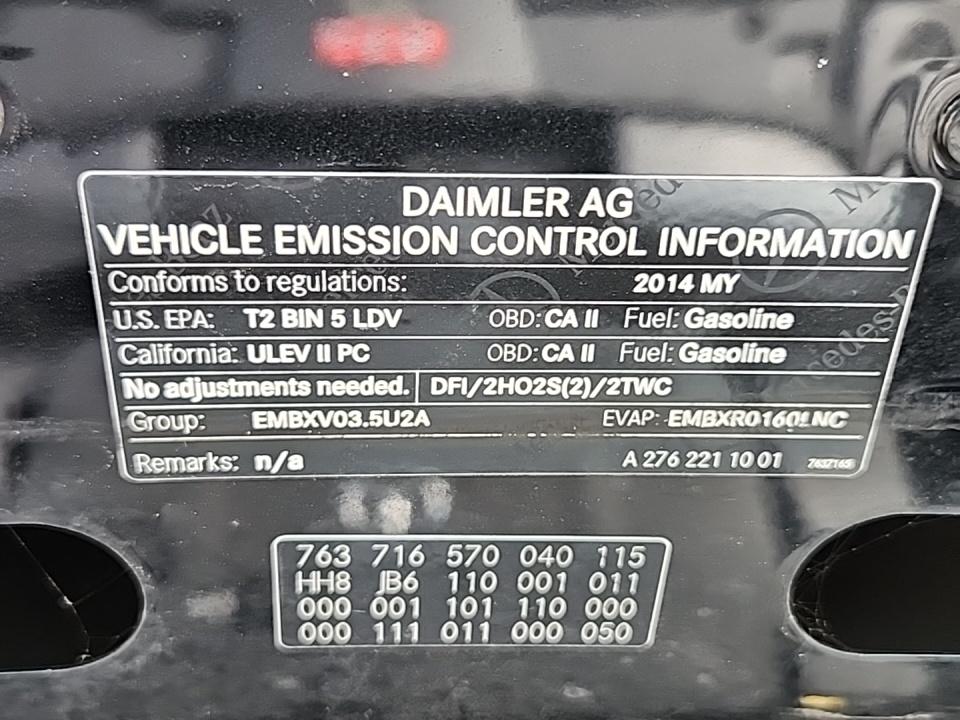 DAIMLER AG
VEHICLE EMISSION CONTROL INFORMATION
Conforms to regulations: 2014 MY
U.S. EPA: T2 BIN 5 LDV OBD: CA II Fuel: Gasoline
California: ULEV II PC OBD: CA II Fuel: Gasoline
No adjustments needed. DFI/2HO2S(2)/2TWC
Group: EMBXV03.5U2A EVAP: EMBXR0160LNC
Remarks: n/a A 276 221 10 01 7637165
763 716 570 040 115
HH8 JB6 110 001 011
000 001 101 110 000
000 111 011 000 050